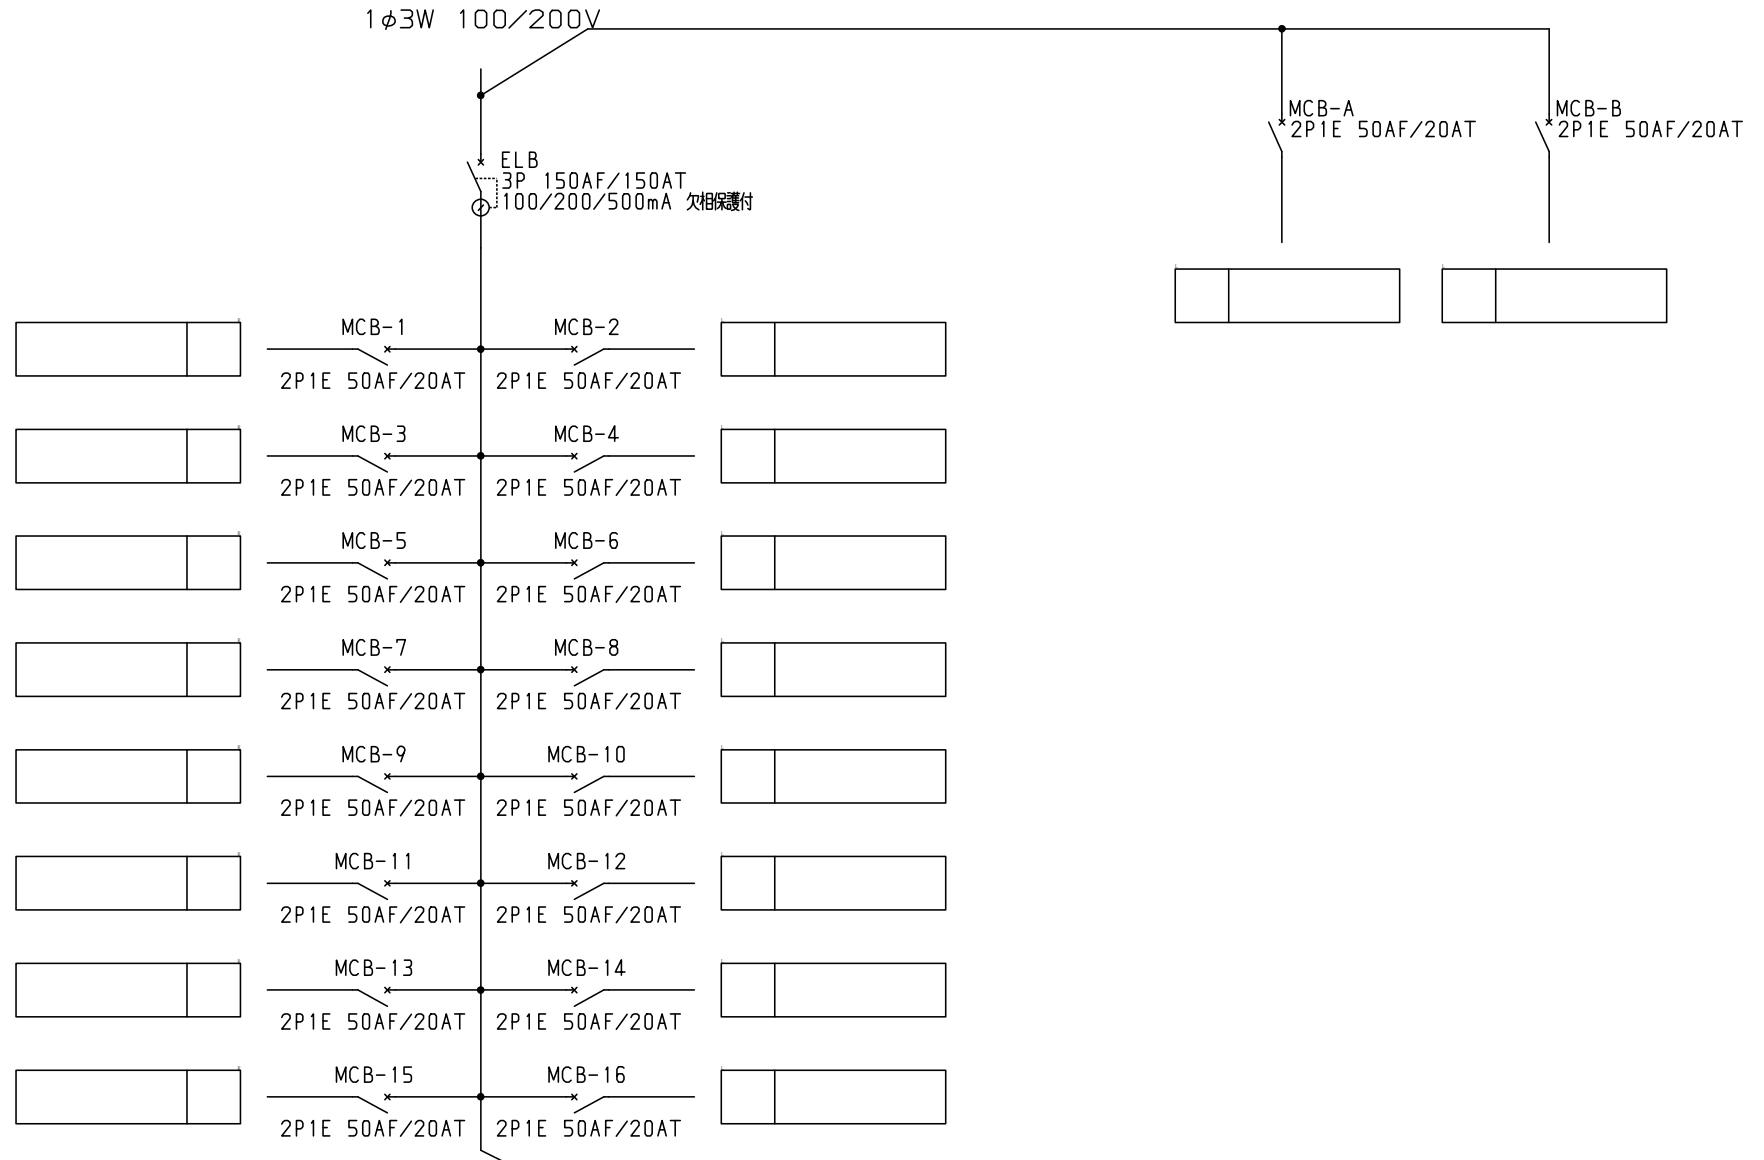 1φ3W 100/200V
MCB-A
2P1E 50AF/20AT
MCB-B
2P1E 50AF/20AT
ELB
3P 150AF/150AT
100/200/500mA 欠相保護付
MCB-1
2P1E 50AF/20AT
MCB-2
2P1E 50AF/20AT
MCB-3
2P1E 50AF/20AT
MCB-4
2P1E 50AF/20AT
MCB-5
2P1E 50AF/20AT
MCB-6
2P1E 50AF/20AT
MCB-7
2P1E 50AF/20AT
MCB-8
2P1E 50AF/20AT
MCB-9
2P1E 50AF/20AT
MCB-10
2P1E 50AF/20AT
MCB-11
2P1E 50AF/20AT
MCB-12
2P1E 50AF/20AT
MCB-13
2P1E 50AF/20AT
MCB-14
2P1E 50AF/20AT
MCB-15
2P1E 50AF/20AT
MCB-16
2P1E 50AF/20AT